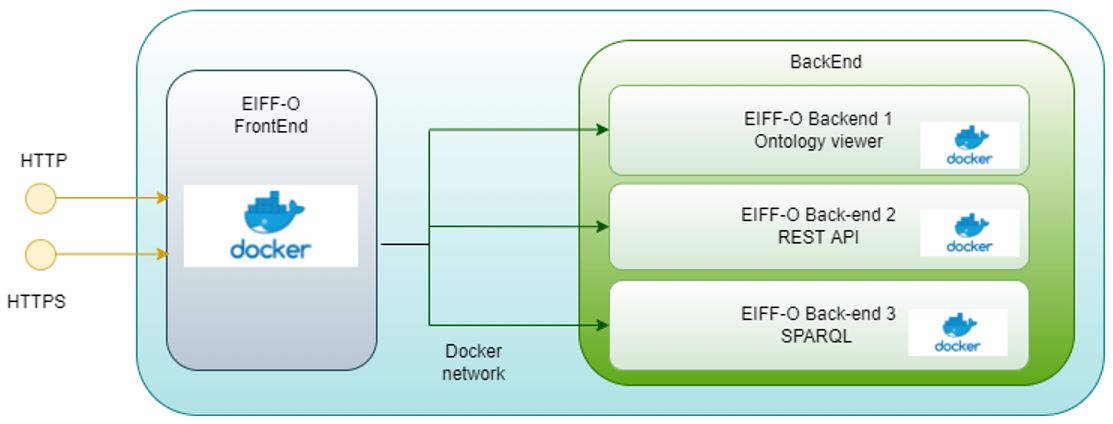 HTTP
HTTPS
EIFF-O
FrontEnd
docker
Docker
network
BackEnd
EIFF-O Backend 1
Ontology viewer
docker
EIFF-O Back-end 2
REST API
docker
EIFF-O Back-end 3
SPARQL
docker